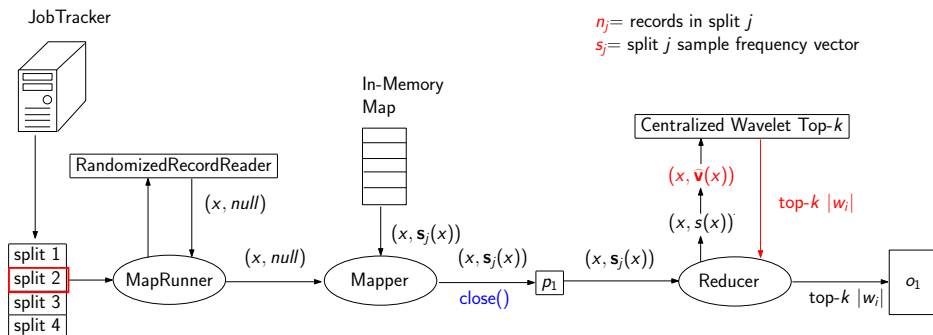 JobTracker
n_j= records in split j
s_j= split j sample frequency vector
In-Memory
Map
Centralized Wavelet Top-k
RandomizedRecordReader
(x, v̂(x))
(x, null)
top-k |w_i|
(x, s(x))
(x, s_j(x))
split 1
split 2
split 3
split 4
MapRunner
(x, null)
Mapper
(x, s_j(x))
close()
p_1
(x, s_j(x))
Reducer
top-k |w_i|
o_1